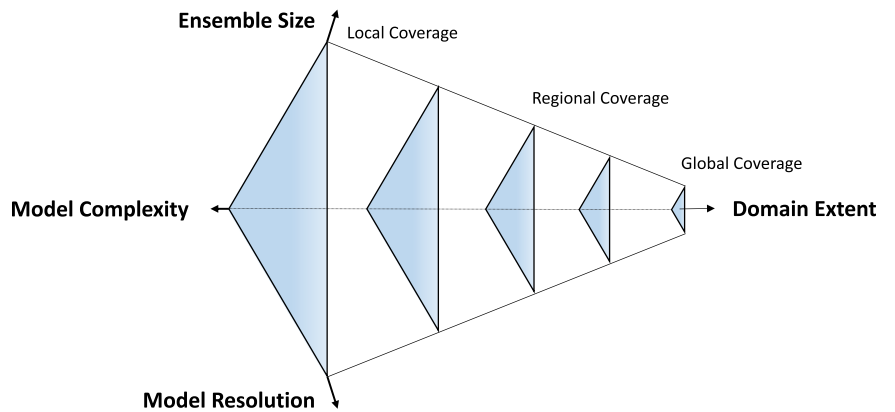 Ensemble Size
Local Coverage
Regional Coverage
Global Coverage
Model Complexity
Domain Extent
Model Resolution